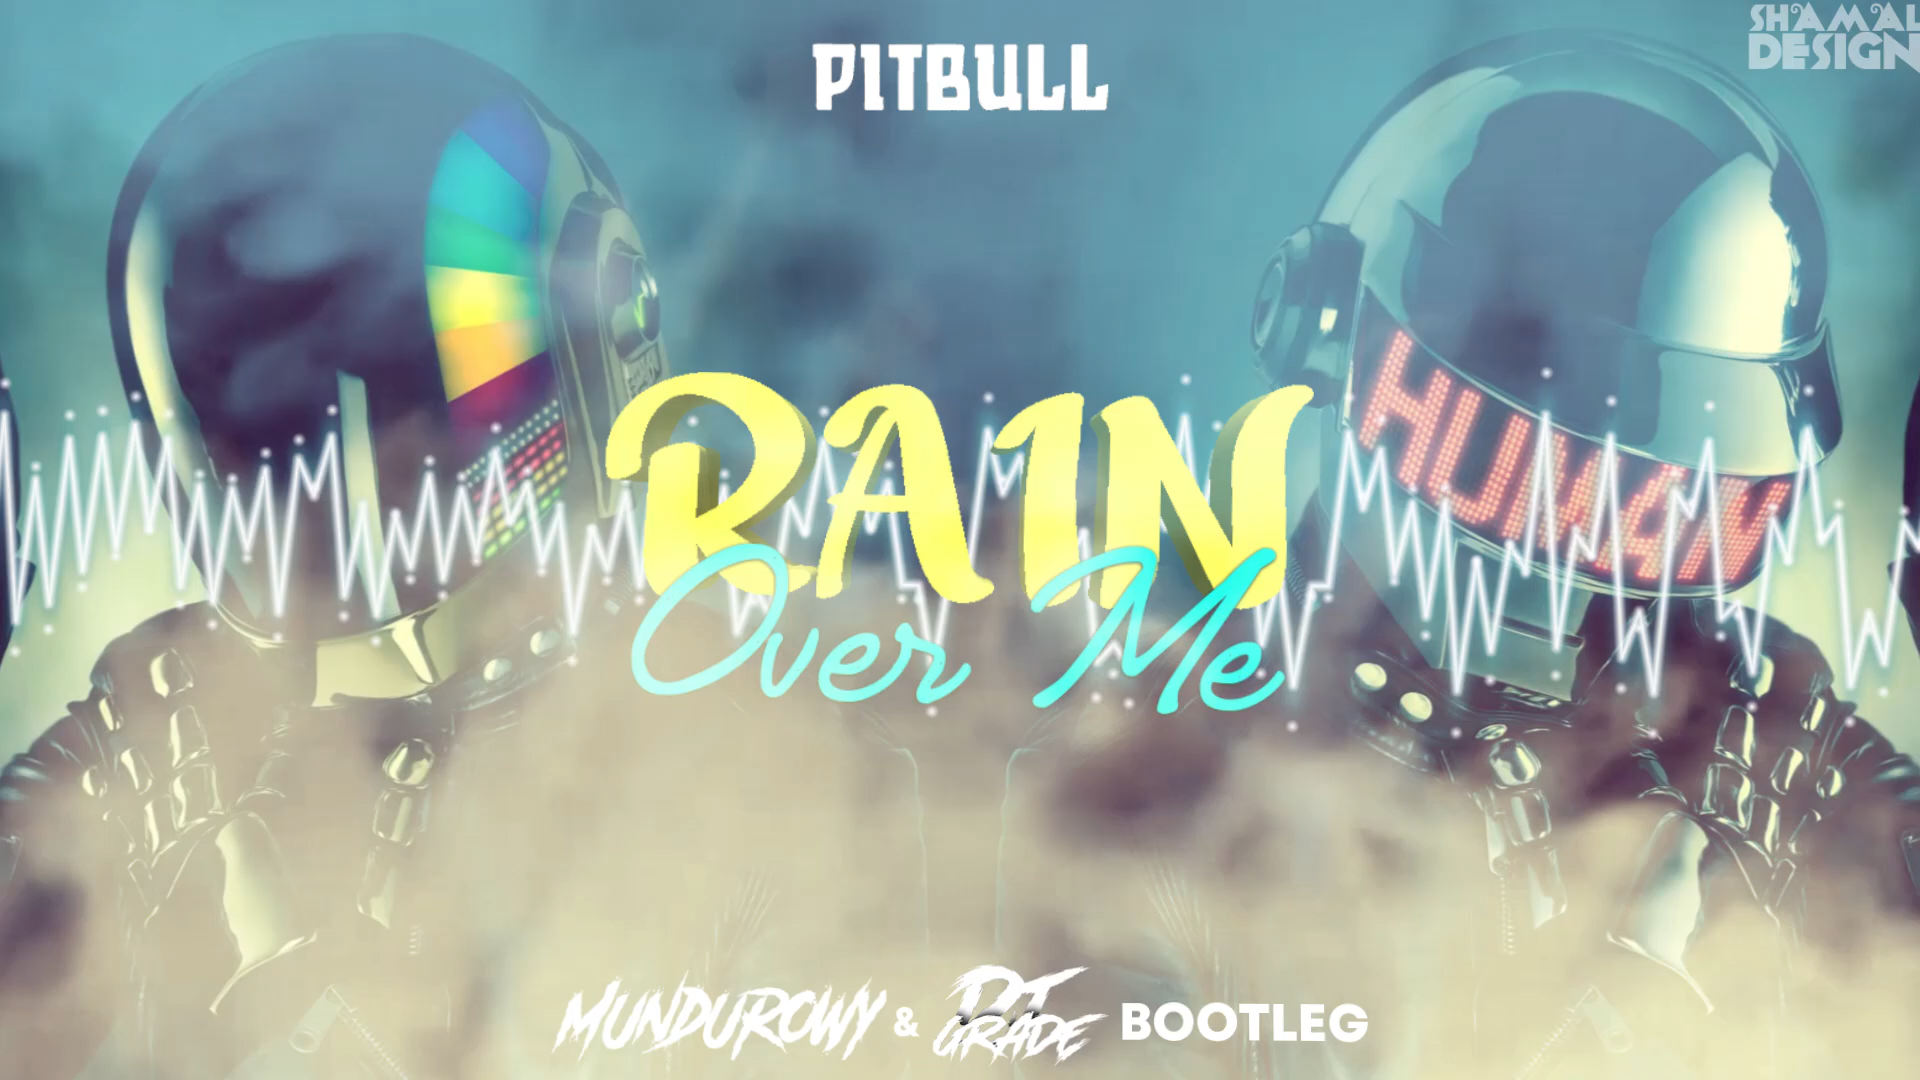 SHAMAL
DESIGN
PITBULL
HUMAN
RAIN
Over Me
MUNDUROWY & DJ GRADE BOOTLEG